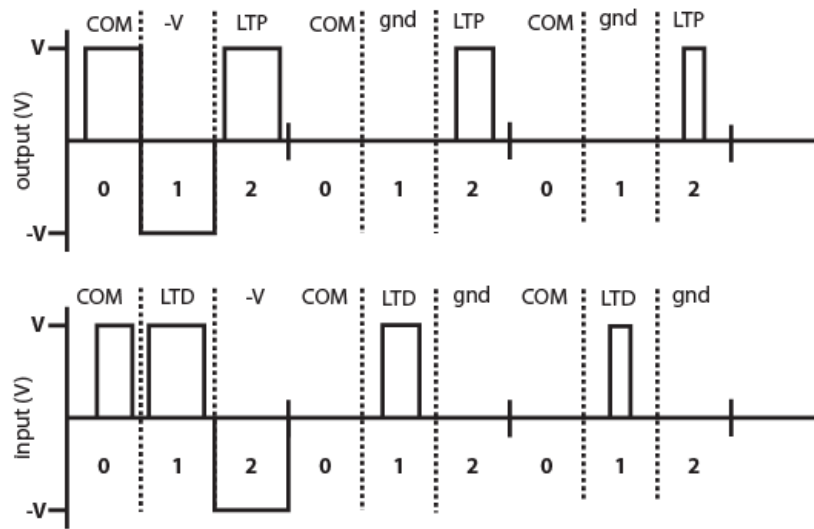 COM -V LTP COM gnd LTP COM gnd LTP
V
output (V)
0 1 2 0 1 2 0 1 2
-V
COM LTD -V COM LTD gnd COM LTD gnd
V
input (V)
0 1 2 0 1 2 0 1 2
-V